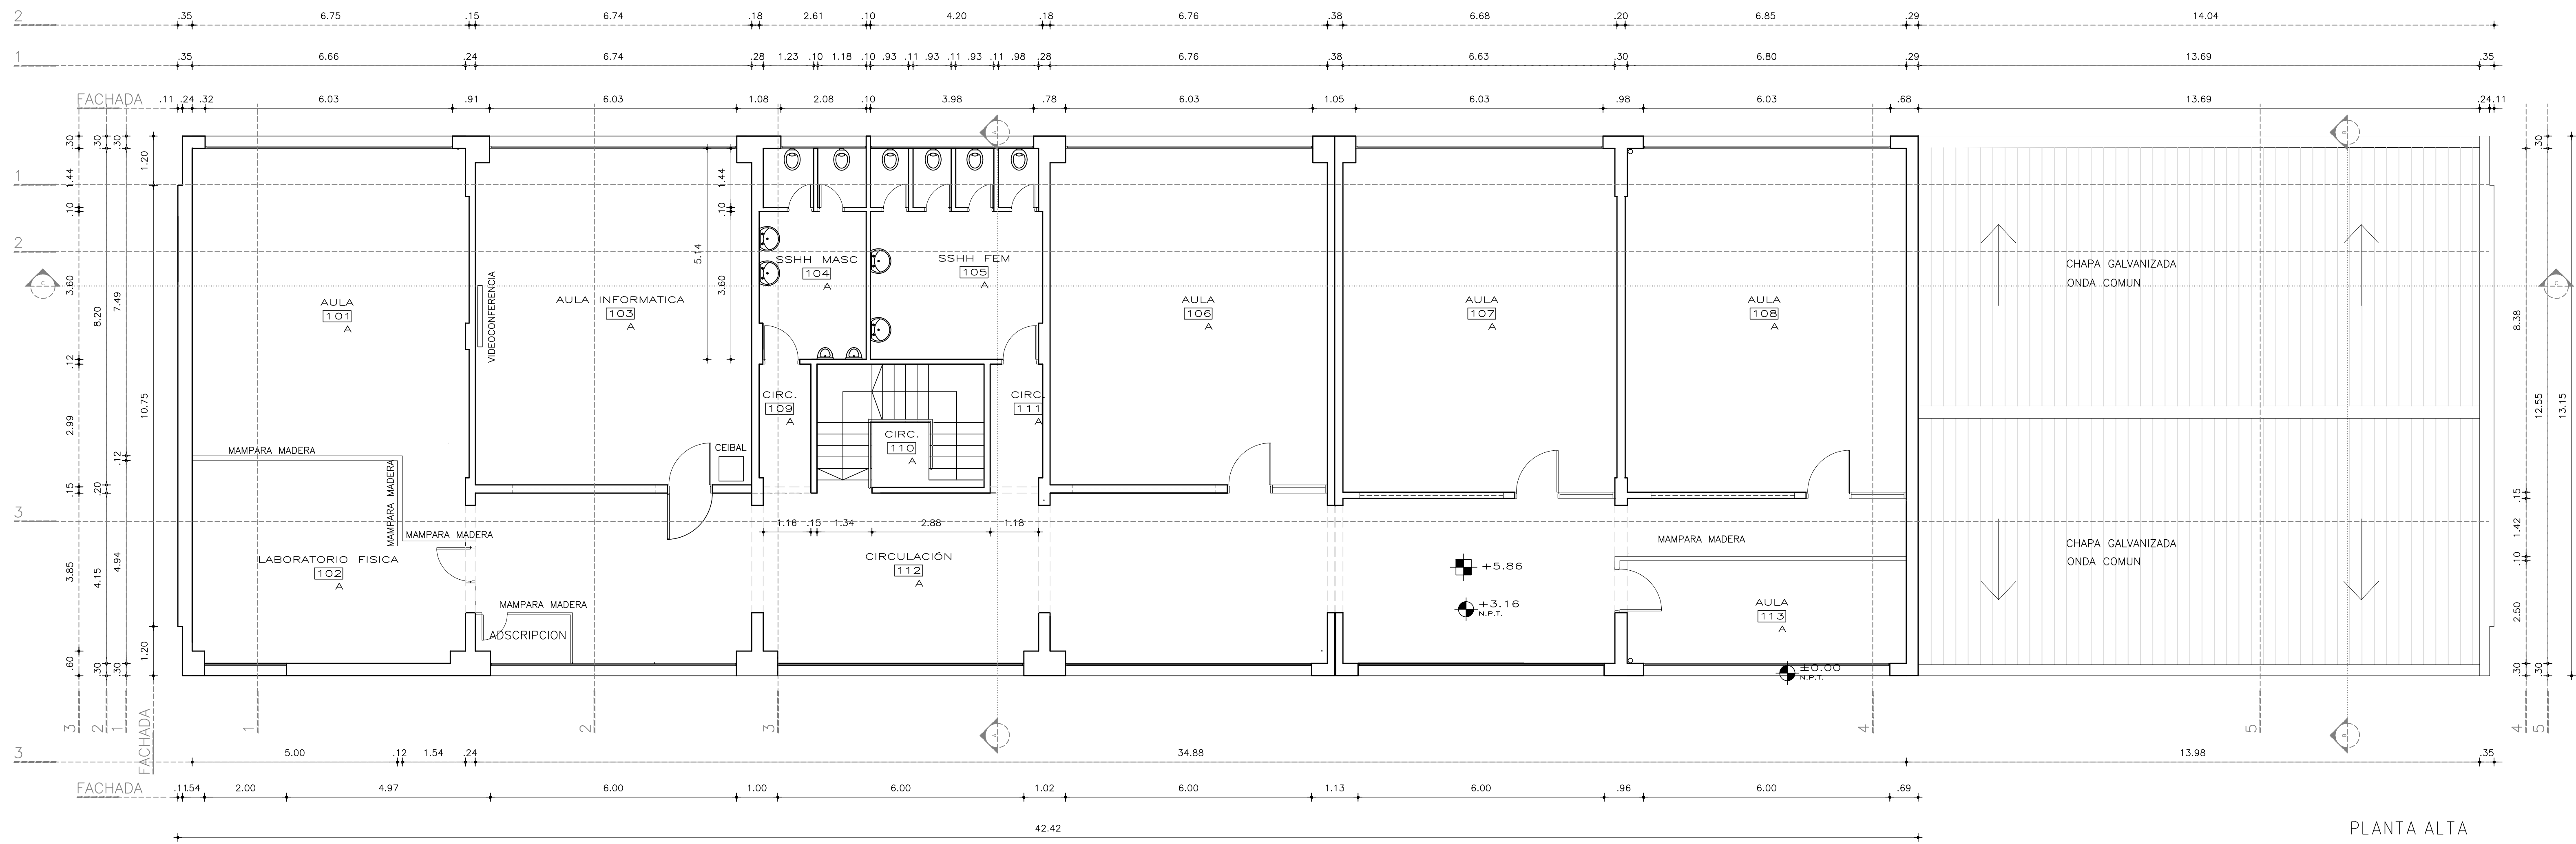 2 .35 6.75 .15 6.74 .18 2.61 .10 4.20 .18 6.76 .38 6.68 .20 6.85 .29 14.04
1 .35 6.66 .24 6.74 .28 1.23 .10 1.18 .10 .93 .11 .93 .11 .93 .11 .98 .28 6.76 .38 6.63 .30 6.80 .29 13.69 .35
FACHADA .11 .24 .32 6.03 .91 6.03 1.08 2.08 .10 3.98 .78 6.03 1.05 6.03 .98 6.03 .68 13.69 .24 .11
.30 .30 .30 1.20 .30
1 1.44 1.44
.10 .10
2 5.14
SSHH MASC SSHH FEM
104 105
A A
CHAPA GALVANIZADA
ONDA COMUN
3.60 8.20 7.49 3.60
AULA
101
A
VIDEOCONFERENCIA
AULA INFORMATICA
103
A
AULA
106
A
AULA
107
A
AULA
108
A
8.38
.12
2.99 10.75 12.55 13.15
CIRC.
109
A
CIRC.
111
A
CIRC.
110
A
MAMPARA MADERA
MAMPARA MADERA
CEIBAL
.12
.15 .20 .15
3 1.16 .15 1.34 2.88 1.18
MAMPARA MADERA
MAMPARA MADERA
1.42
CHAPA GALVANIZADA
ONDA COMUN
LABORATORIO FISICA
102
A
CIRCULACIÓN
112
A
+5.86
+3.16
N.P.T.
.10
3.85 4.15 4.94
MAMPARA MADERA
ADSCRIPCION
AULA
113
A
2.50
.60 .30 .30 1.20
±0.00
N.P.T.
.30 .30
3 2 1 FACHADA 1 2 3 4 5 4 5
3 5.00 .12 1.54 .24 34.88 13.98 .35
FACHADA .11 .54 2.00 4.97 6.00 1.00 6.00 1.02 6.00 1.13 6.00 .96 6.00 .69
42.42
PLANTA ALTA